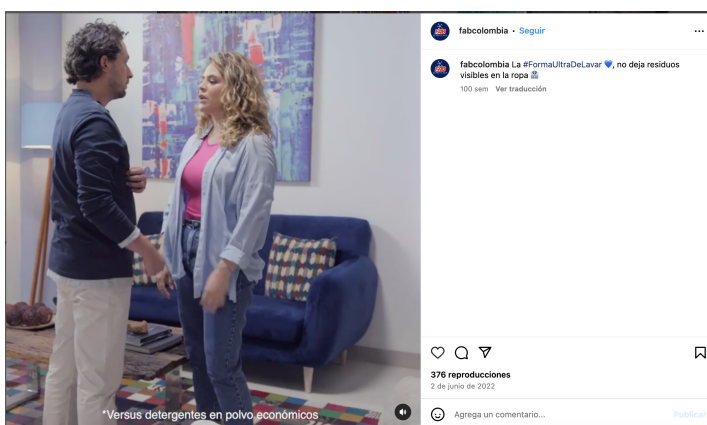 fabcolombia • Seguir
fabcolombia La #FormaUltraDeLavar 💙, no deja residuos
visibles en la ropa
100 sem Ver traducción
376 reproducciones
2 de junio de 2022
Agrega un comentario...
Publicar
*Versus detergentes en polvo económicos